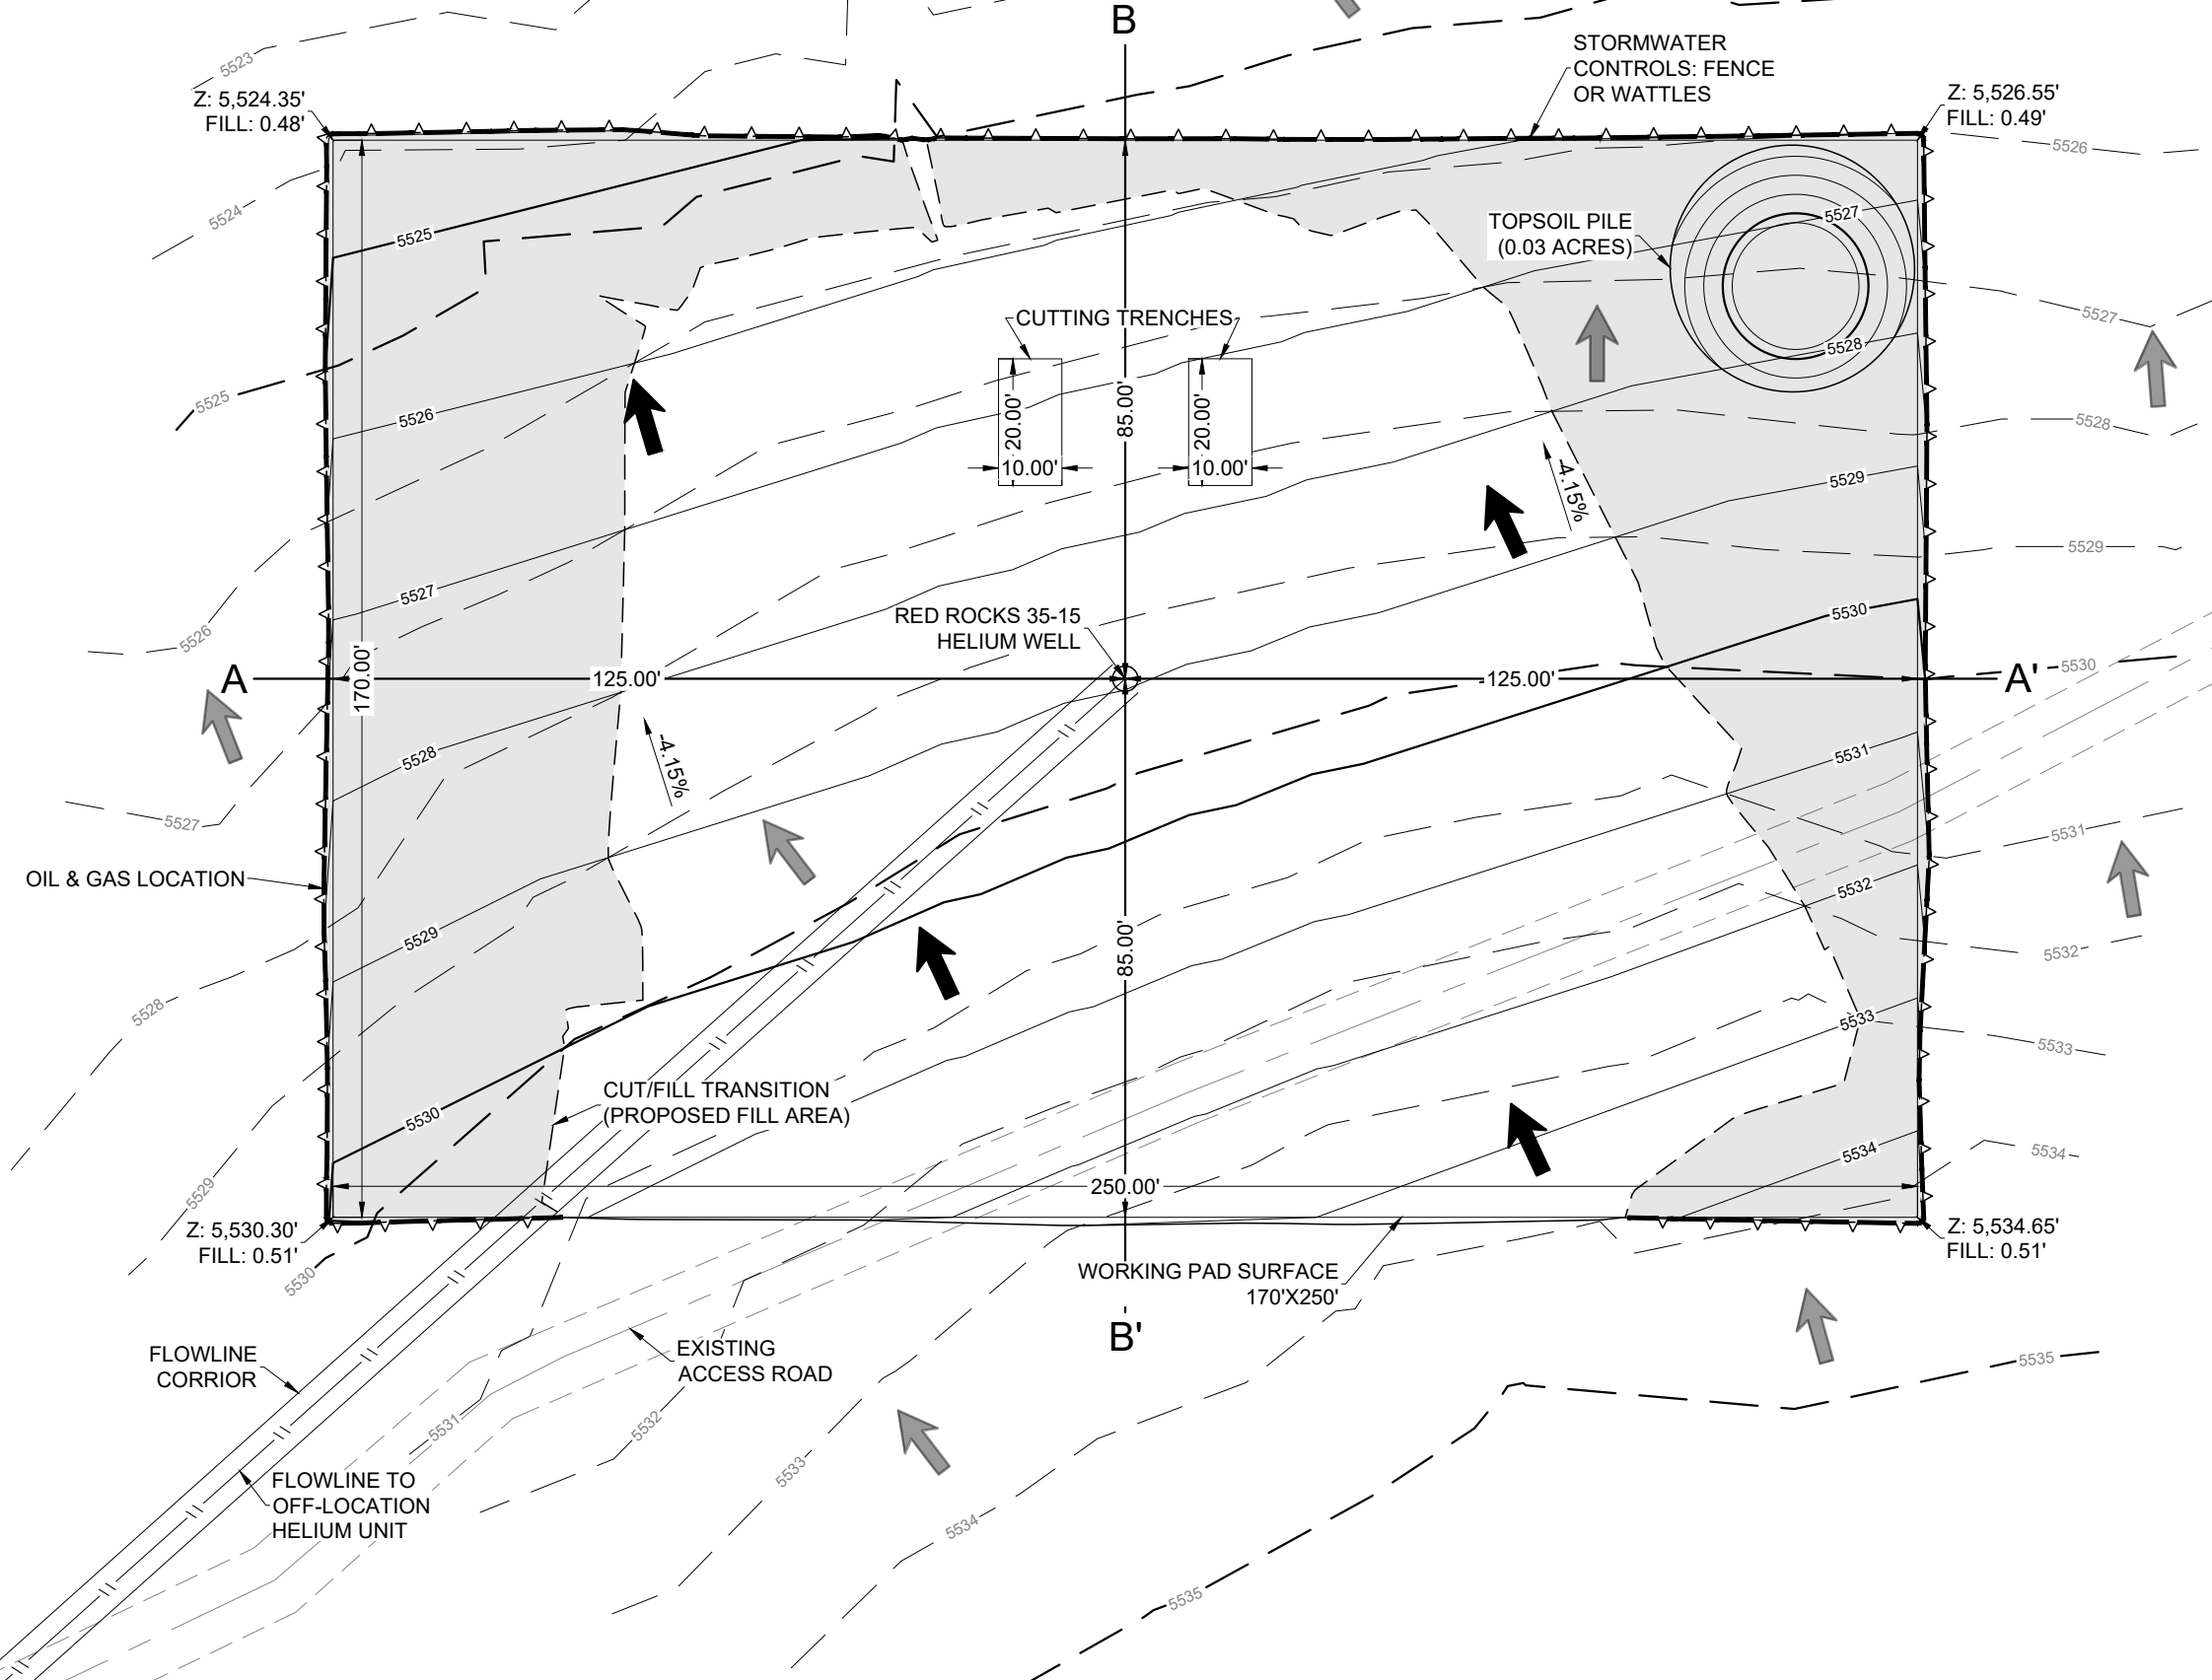 B
STORMWATER
CONTROLS: FENCE
OR WATTLES
5523
Z: 5,524.35'
FILL: 0.48'
Z: 5,526.55'
FILL: 0.49'
5526
5524
TOPSOIL PILE
(0.03 ACRES)
5527
5525
CUTTING TRENCHES
5527
5528
5525
5526
85.00'
20.00'
20.00'
5528
10.00'
10.00'
-4.15%
5529
5529
5527
RED ROCKS 35-15
HELIUM WELL
5530
5526
A
170.00'
125.00'
125.00'
5530
A'
5528
-4.15%
5531
5527
5531
OIL & GAS LOCATION
5532
5529
85.00'
5532
5528
5533
5533
CUT/FILL TRANSITION
(PROPOSED FILL AREA)
5530
5534
5534
5529
250.00'
Z: 5,530.30'
FILL: 0.51'
Z: 5,534.65'
FILL: 0.51'
5530
WORKING PAD SURFACE
170'X250'
B'
EXISTING
ACCESS ROAD
FLOWLINE
CORRIOR
5535
5531
5532
5533
FLOWLINE TO
OFF-LOCATION
HELIUM UNIT
5534
5535